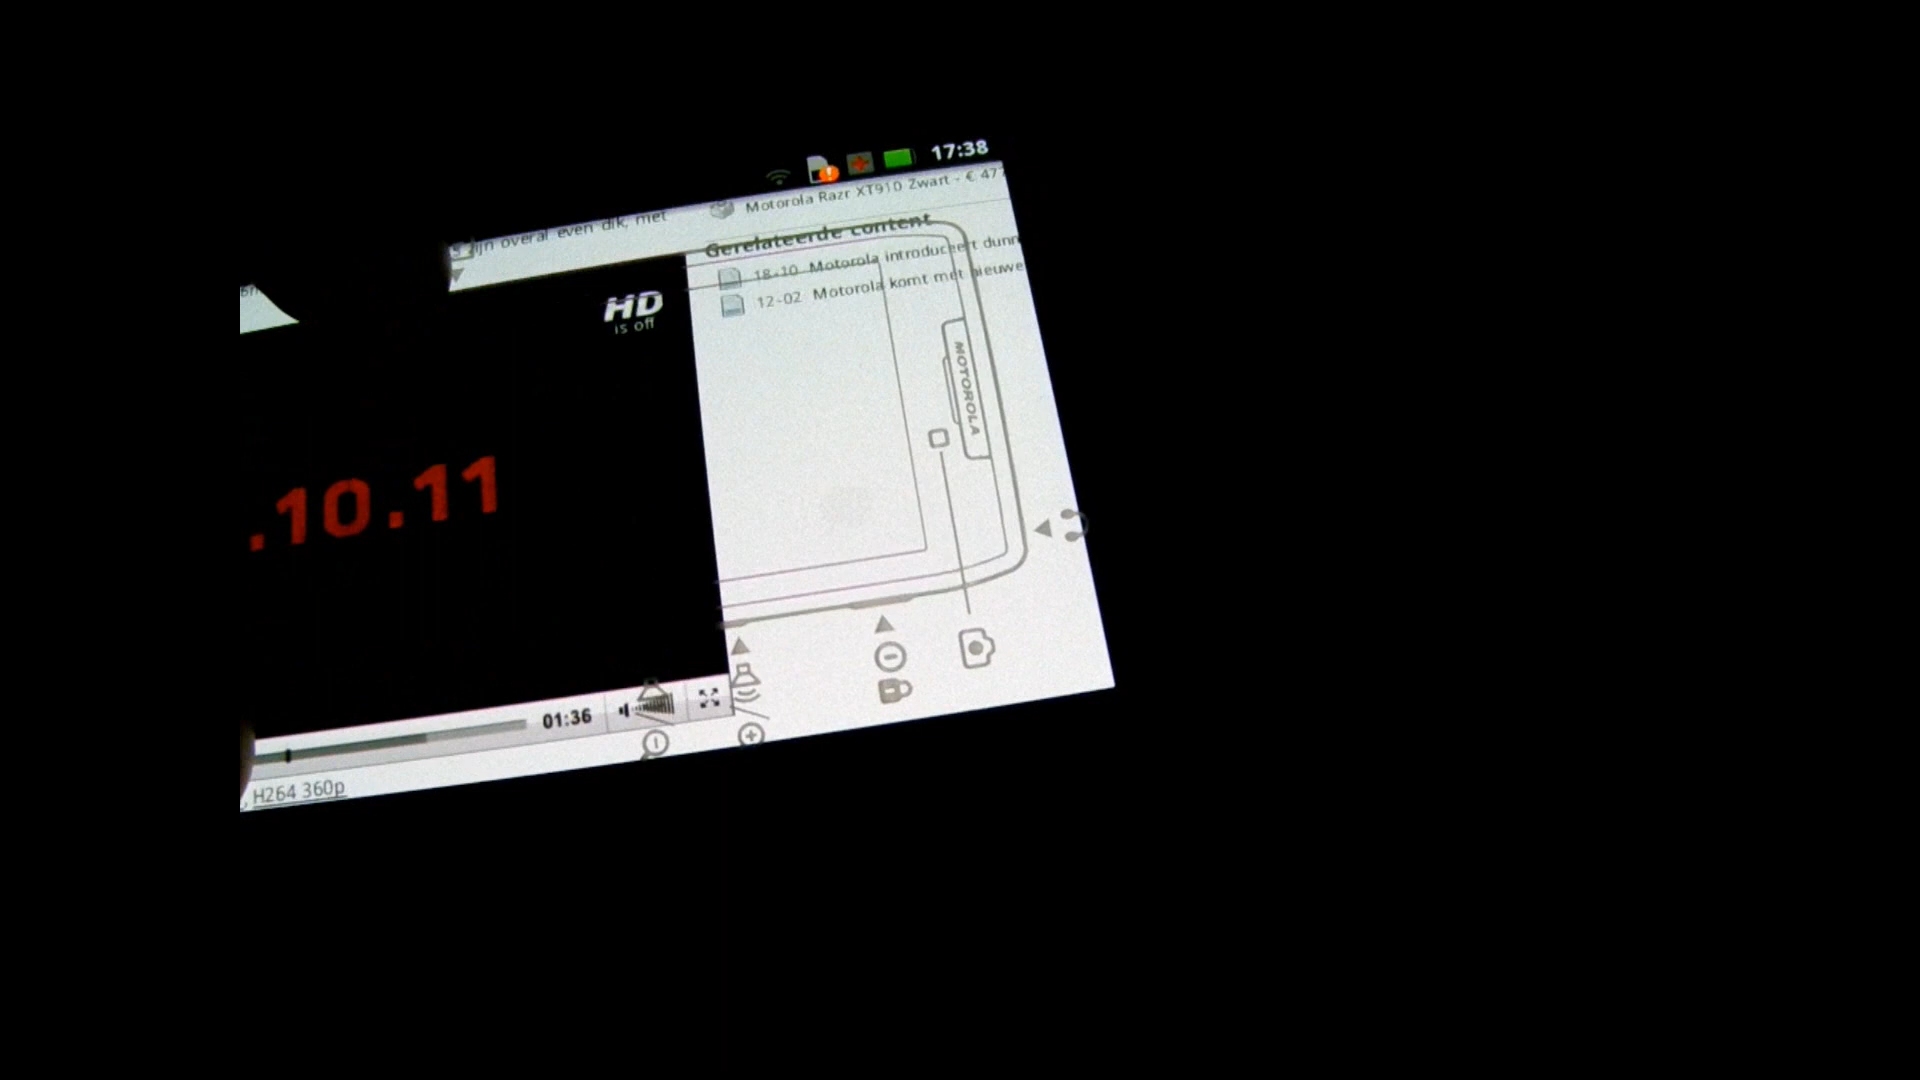 17:38
zijn overal even dik, met
Motorola Razr XT910 Zwart - € 477
Gerelateerde content
18-10 Motorola introduceert dunn
12-02 Motorola komt met nieuwe
HD
is off
MOTOROLA
.10.11
01:36
H264 360p